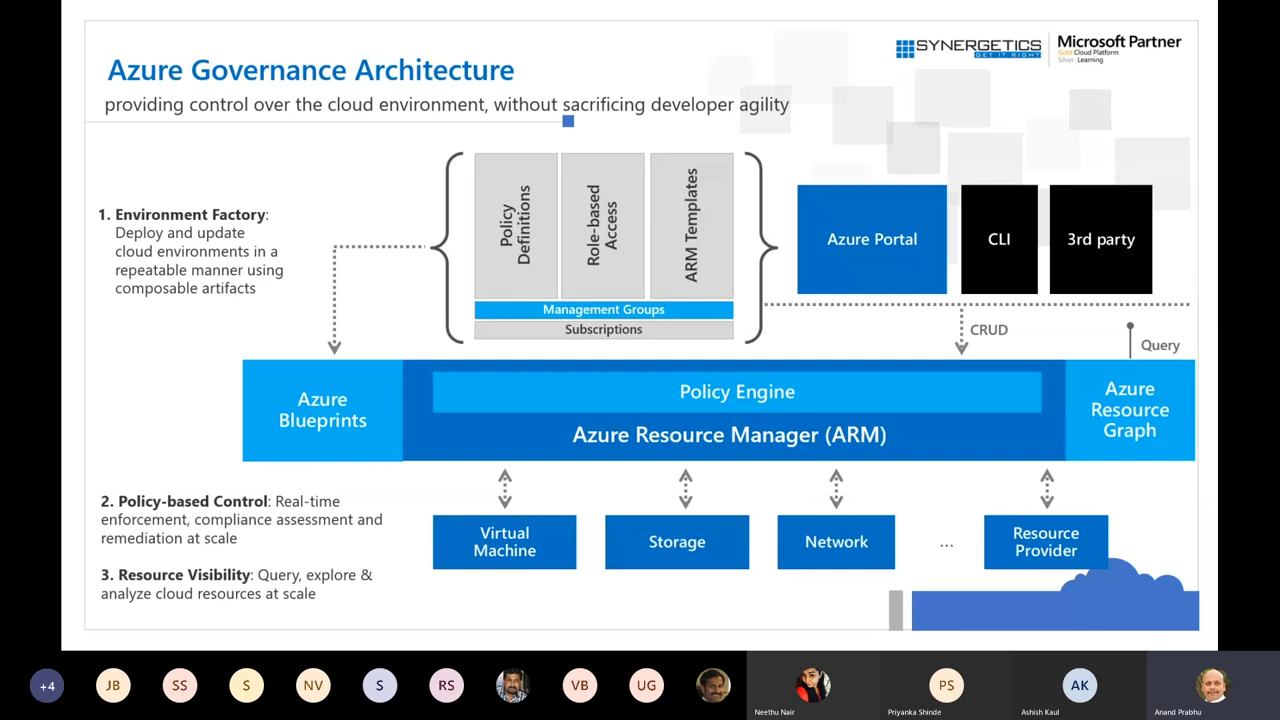 SYNERGETICS
GET IT RIGHT
Microsoft Partner
Gold Cloud Platform
Silver Learning
Azure Governance Architecture
providing control over the cloud environment, without sacrificing developer agility
1. Environment Factory:
Deploy and update
cloud environments in a
repeatable manner using
composable artifacts
Policy
Definitions
Role-based
Access
ARM Templates
Management Groups
Subscriptions
Azure Portal
CLI
3rd party
CRUD
Query
Azure
Blueprints
Policy Engine
Azure Resource Manager (ARM)
Azure
Resource
Graph
2. Policy-based Control: Real-time
enforcement, compliance assessment and
remediation at scale
3. Resource Visibility: Query, explore &
analyze cloud resources at scale
Virtual
Machine
Storage
Network
...
Resource
Provider
+4
JB
SS
S
NV
S
RS
VB
UG
PS
AK
Neethu Nair
Priyanka Shinde
Ashish Kaul
Anand Prabhu